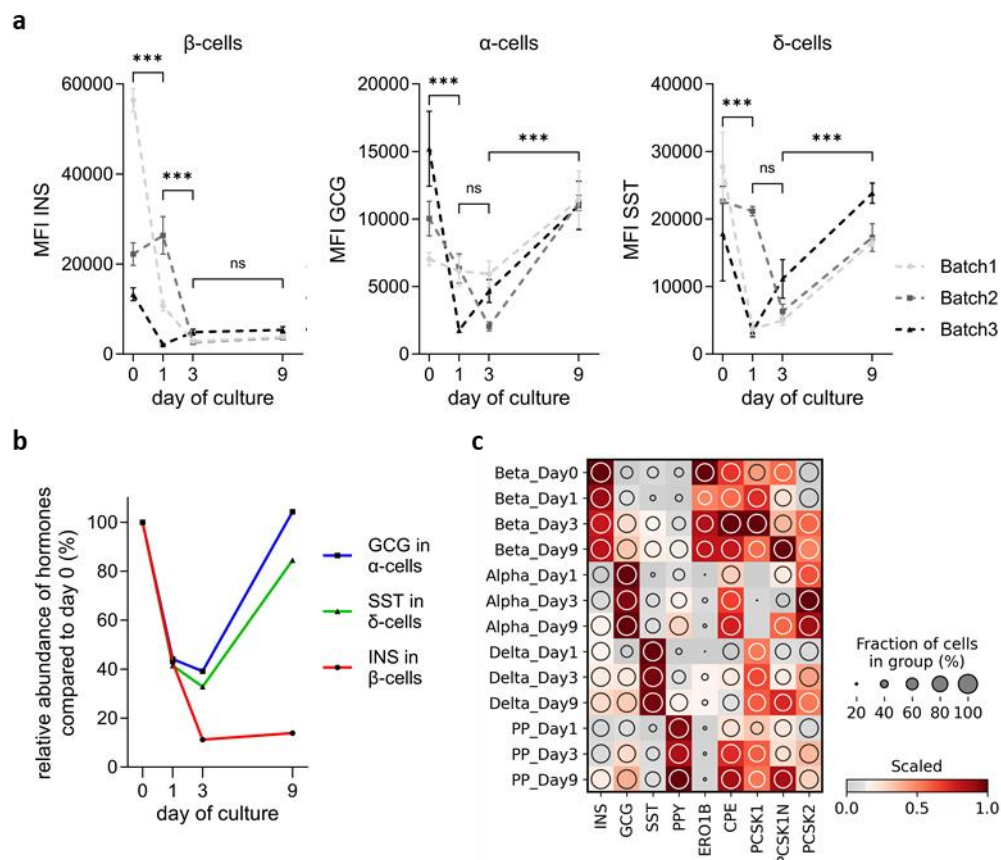 a
β-cells
α-cells
δ-cells
MFI INS
60000
40000
20000
0
***
***
ns
0 1 3 9
day of culture
MFI GCG
20000
15000
10000
5000
0
***
ns
***
0 1 3 9
day of culture
MFI SST
40000
30000
20000
10000
0
***
ns
***
0 1 3 9
day of culture
Batch1
Batch2
Batch3
b
relative abundance of hormones
compared to day 0 (%)
100
80
60
40
20
0
0 1 3 9
day of culture
GCG in
α-cells
SST in
δ-cells
INS in
β-cells
c
Beta_Day0
Beta_Day1
Beta_Day3
Beta_Day9
Alpha_Day1
Alpha_Day3
Alpha_Day9
Delta_Day1
Delta_Day3
Delta_Day9
PP_Day1
PP_Day3
PP_Day9
INS
GCG
SST
PPY
ERO1B
CPE
PCSK1
PCSK1N
PCSK2
Fraction of cells
in group (%)
20 40 60 80 100
Scaled
0.0 0.5 1.0